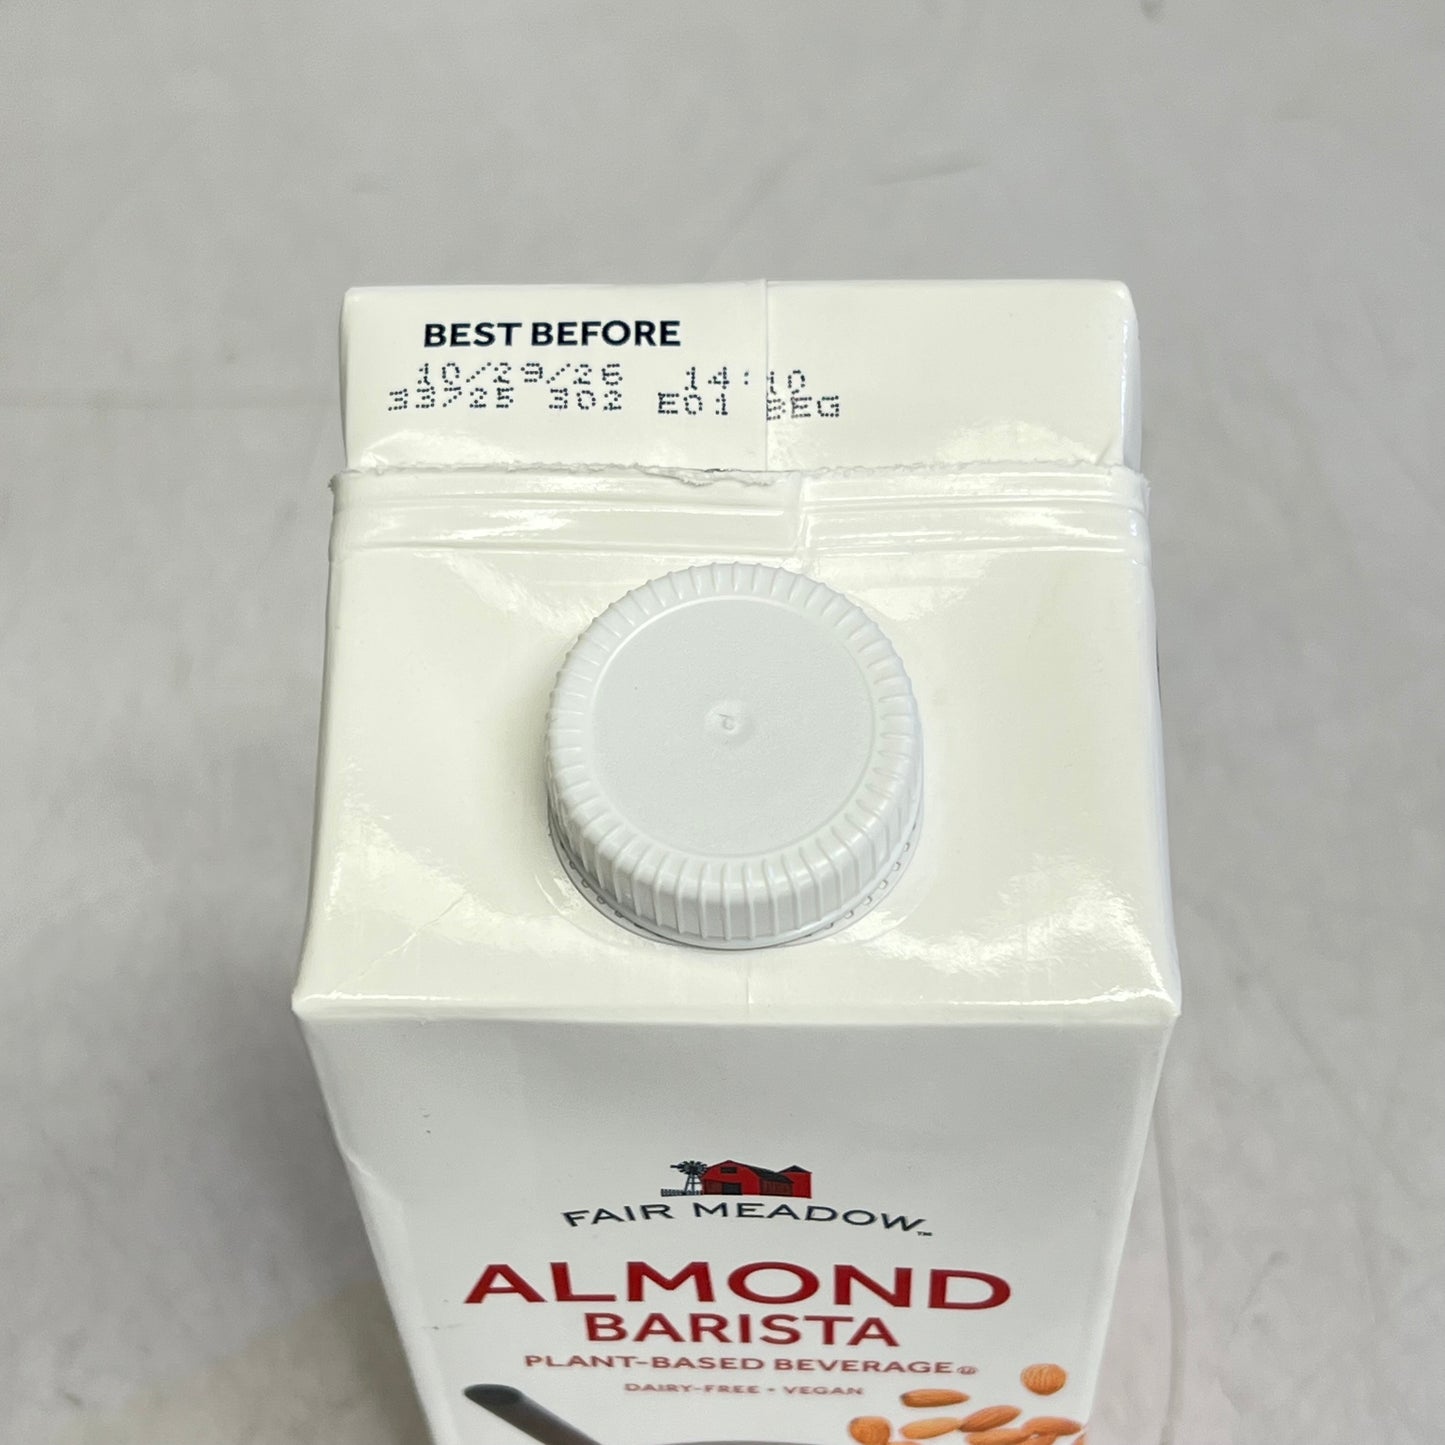 BEST BEFORE
10/29/26 14:10
33725 302 E01 BEG
FAIR MEADOW™
ALMOND
BARISTA
PLANT-BASED BEVERAGE
DAIRY-FREE • VEGAN